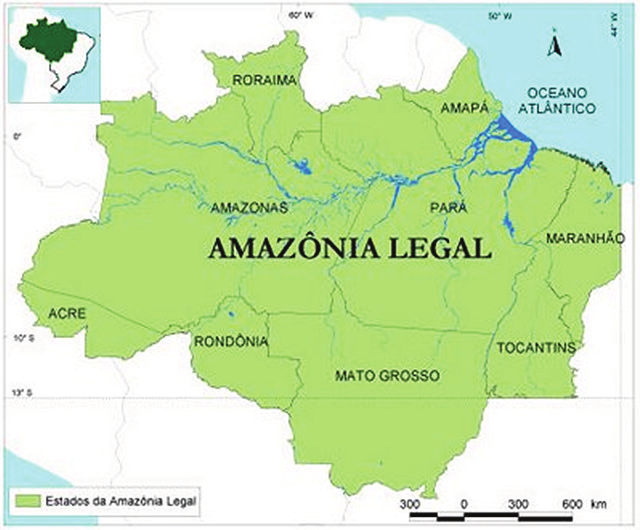 60° W
50° W
44° W
N
RORAIMA
AMAPÁ
OCEANO
ATLÂNTICO
0°
AMAZONAS
PARÁ
MARANHÃO
AMAZÔNIA LEGAL
ACRE
10° S
RONDÔNIA
TOCANTINS
MATO GROSSO
13° S
Estados da Amazônia Legal
300 0 300 600 km